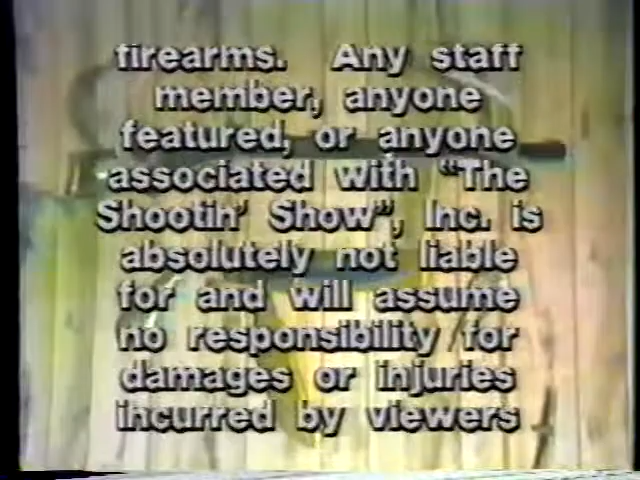 firearms. Any staff
member, anyone
featured, or anyone
associated with "The
Shootin' Show", Inc. is
absolutely not liable
for and will assume
no responsibility for
damages or injuries
incurred by viewers